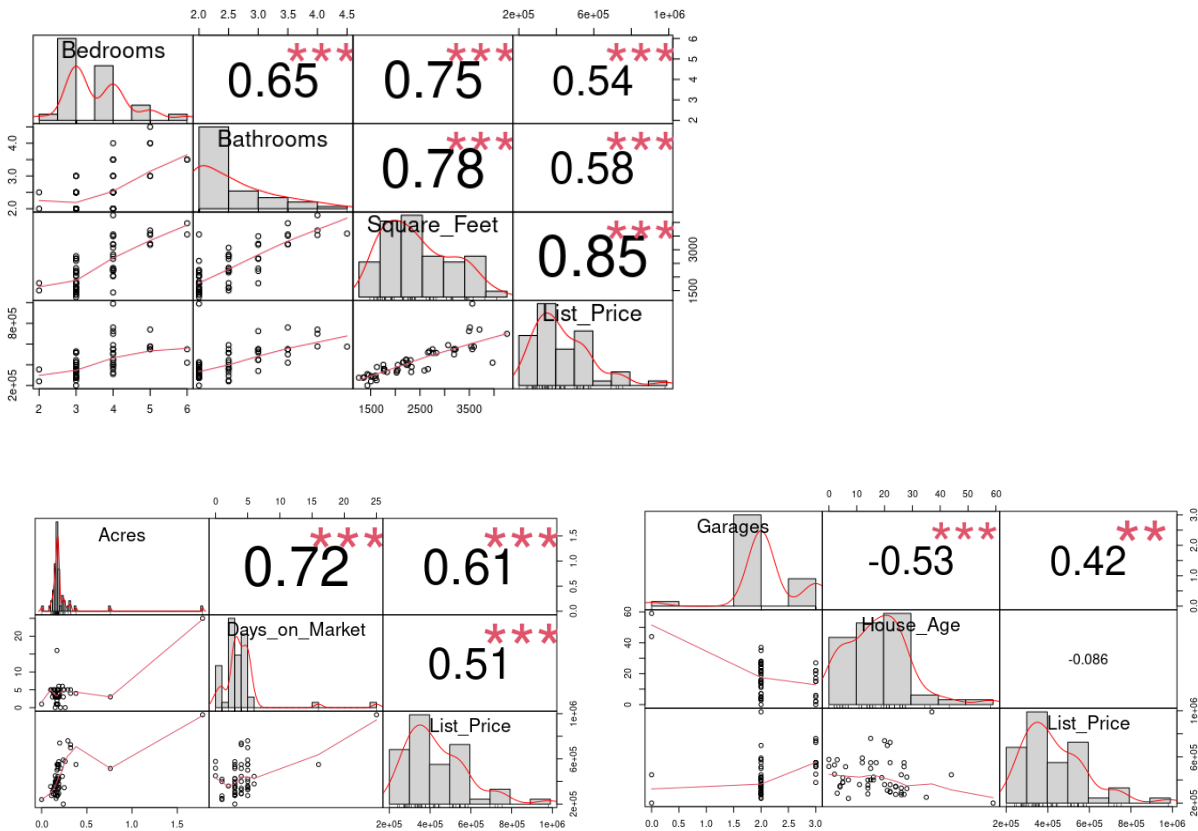 2.0 2.5 3.0 3.5 4.0 4.5 2e+05 6e+05 1e+06
Bedrooms
*** 0.65
*** 0.75
*** 0.54
2 3 4 5 6
2.0 3.0 4.0
Bathrooms
*** 0.78
*** 0.58
Square_Feet
*** 0.85
1500 3000
2e+05 8e+05
List_Price
2 3 4 5 6 1500 2500 3500
0 5 10 15 20 25
Acres
*** 0.72
*** 0.61
0.0 0.5 1.0 1.5
0 5 10 20
Days_on_Market
*** 0.51
List_Price
2e+05 6e+05 1e+06
0.0 0.5 1.0 1.5 2e+05 4e+05 6e+05 8e+05 1e+06
0 10 20 30 40 50 60
Garages
*** -0.53
** 0.42
0.0 1.0 2.0 3.0
0 20 40 60
House_Age
-0.086
List_Price
2e+05 6e+05 1e+06
0.0 0.5 1.0 1.5 2.0 2.5 3.0 2e+05 4e+05 6e+05 8e+05 1e+06